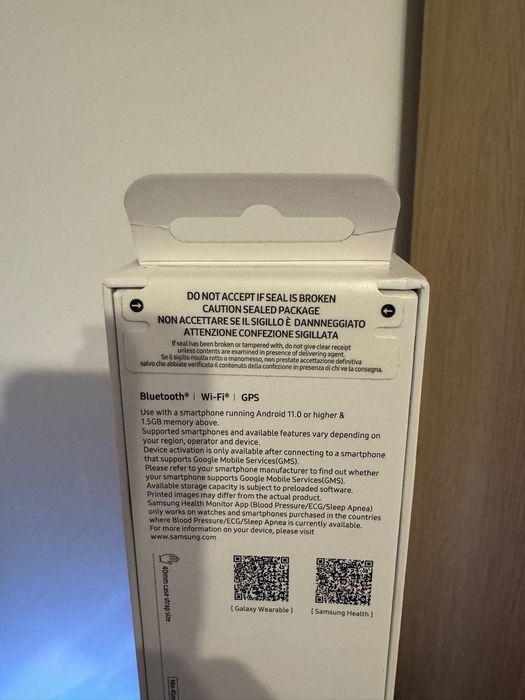 DO NOT ACCEPT IF SEAL IS BROKEN
CAUTION SEALED PACKAGE
NON ACCETTARE SE IL SIGILLO È DANNNEGGIATO
ATTENZIONE CONFEZIONE SIGILLATA
If seal has been broken or tampered with, do not give clear receipt
unless contents are examined in presence of delivering agent.
Se il sigillo risulta rotto o manomesso, non prestate accettazione definitiva
salvo che abbiate verificato il contenuto della confezione in presenza di chi ve la consegna.
Bluetooth® | Wi-Fi® | GPS
Use with a smartphone running Android 11.0 or higher &
1.5GB memory above.
Supported smartphones and available features vary depending on
your region, operator and device.
Device activation is only available after connecting to a smartphone
that supports Google Mobile Services(GMS).
Please refer to your smartphone manufacturer to find out whether
your smartphone supports Google Mobile Services(GMS).
Available storage capacity is subject to preloaded software.
Printed images may differ from the actual product.
Samsung Health Monitor App (Blood Pressure/ECG/Sleep Apnea)
only works on watches and smartphones purchased in the countries
where Blood Pressure/ECG/Sleep Apnea is currently available.
For more information on your device, please visit
www.samsung.com
40mm case strap size
[ Galaxy Wearable ]
[ Samsung Health ]